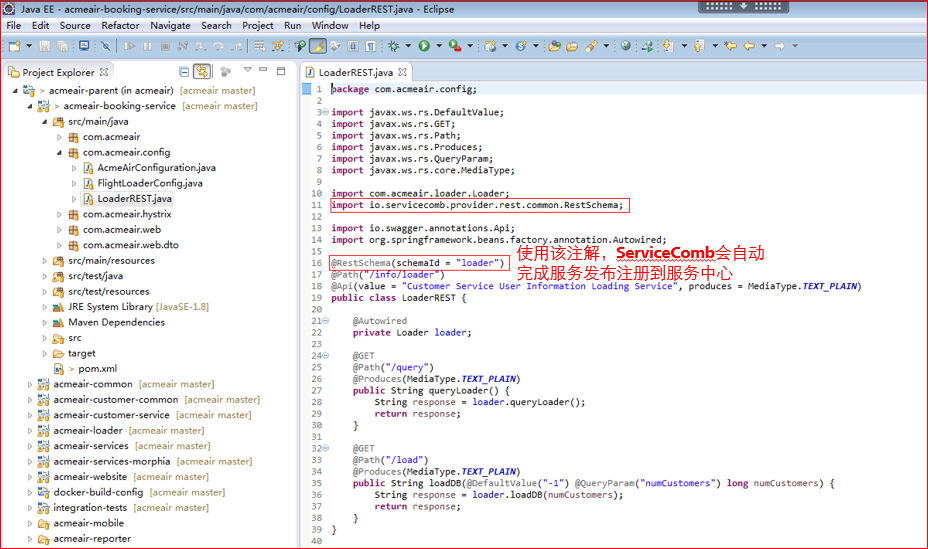 Java EE - acmeair-booking-service/src/main/java/com/acmeair/config/LoaderREST.java - Eclipse
File Edit Source Refactor Navigate Search Project Run Window Help
Project Explorer
> acmeair-parent (in acmeair) [acmeair master]
> acmeair-booking-service [acmeair master]
src/main/java
com.acmeair
com.acmeair.config
AcmeAirConfiguration.java
FlightLoaderConfig.java
LoaderREST.java
com.acmeair.hystrix
com.acmeair.web
com.acmeair.web.dto
src/main/resources
src/test/java
src/test/resources
JRE System Library [JavaSE-1.8]
Maven Dependencies
src
target
> pom.xml
acmeair-common [acmeair master]
acmeair-customer-common [acmeair master]
acmeair-customer-service [acmeair master]
acmeair-loader [acmeair master]
acmeair-services [acmeair master]
acmeair-services-morphia [acmeair master]
acmeair-website [acmeair master]
docker-build-config [acmeair master]
integration-tests [acmeair master]
acmeair-mobile
acmeair-reporter
LoaderREST.java
1 package com.acmeair.config;
2
3 import javax.ws.rs.DefaultValue;
4 import javax.ws.rs.GET;
5 import javax.ws.rs.Path;
6 import javax.ws.rs.Produces;
7 import javax.ws.rs.QueryParam;
8 import javax.ws.rs.core.MediaType;
9
10 import com.acmeair.loader.Loader;
11 import io.servicecomb.provider.rest.common.RestSchema;
12
13 import io.swagger.annotations.Api;
14 import org.springframework.beans.factory.annotation.Autowired;
15
16 @RestSchema(schemaId = "loader")
使用该注解，ServiceComb会自动
完成服务发布注册到服务中心
17 @Path("/info/loader")
18 @Api(value = "Customer Service User Information Loading Service", produces = MediaType.TEXT_PLAIN)
19 public class LoaderREST {
20
21 @Autowired
22 private Loader loader;
23
24 @GET
25 @Path("/query")
26 @Produces(MediaType.TEXT_PLAIN)
27 public String queryLoader() {
28 String response = loader.queryLoader();
29 return response;
30 }
31
32 @GET
33 @Path("/load")
34 @Produces(MediaType.TEXT_PLAIN)
35 public String loadDB(@DefaultValue("-1") @QueryParam("numCustomers") long numCustomers) {
36 String response = loader.loadDB(numCustomers);
37 return response;
38 }
39 }
40